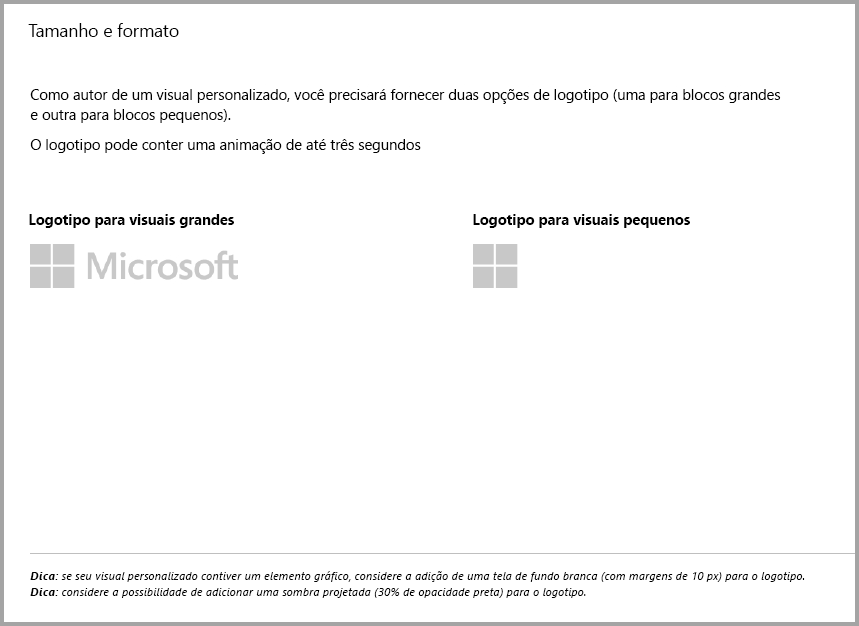 Tamanho e formato
Como autor de um visual personalizado, você precisará fornecer duas opções de logotipo (uma para blocos grandes
e outra para blocos pequenos).
O logotipo pode conter uma animação de até três segundos
Logotipo para visuais grandes
Microsoft
Logotipo para visuais pequenos
Dica: se seu visual personalizado contiver um elemento gráfico, considere a adição de uma tela de fundo branca (com margens de 10 px) para o logotipo.
Dica: considere a possibilidade de adicionar uma sombra projetada (30% de opacidade preta) para o logotipo.